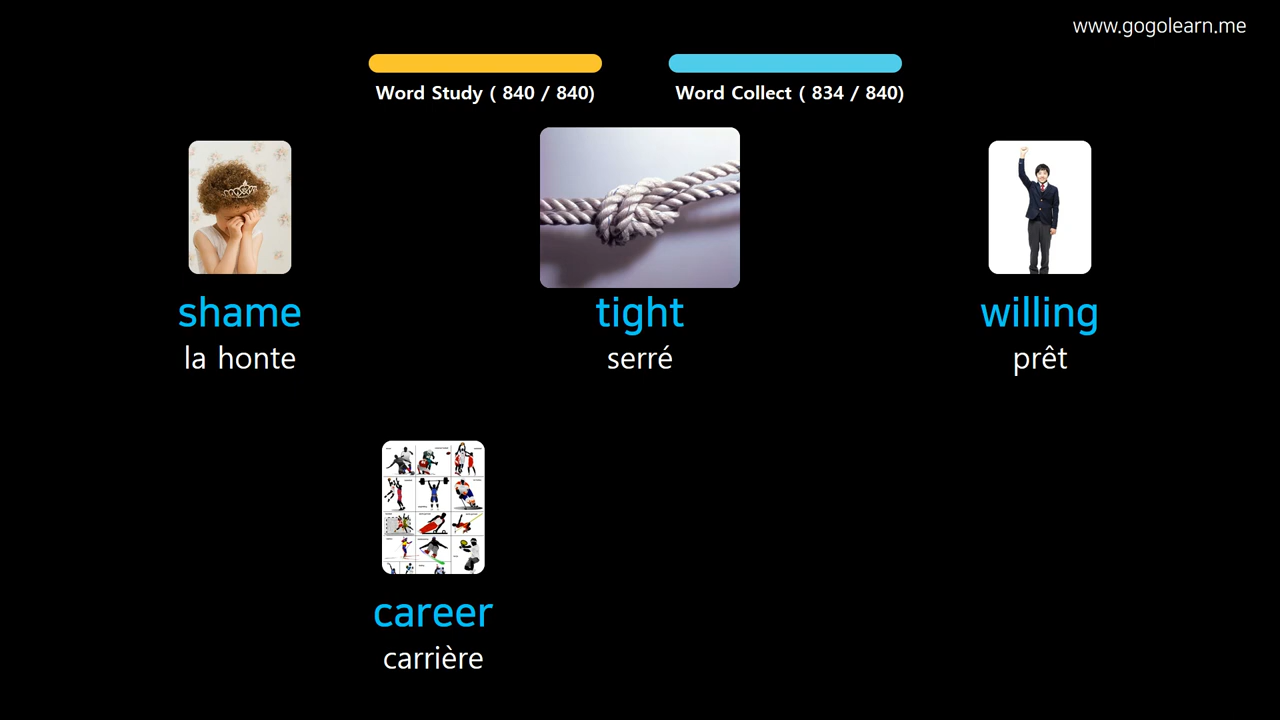 www.gogolearn.me
Word Study ( 840 / 840)
Word Collect ( 834 / 840)
shame
la honte
tight
serré
willing
prêt
career
carrière